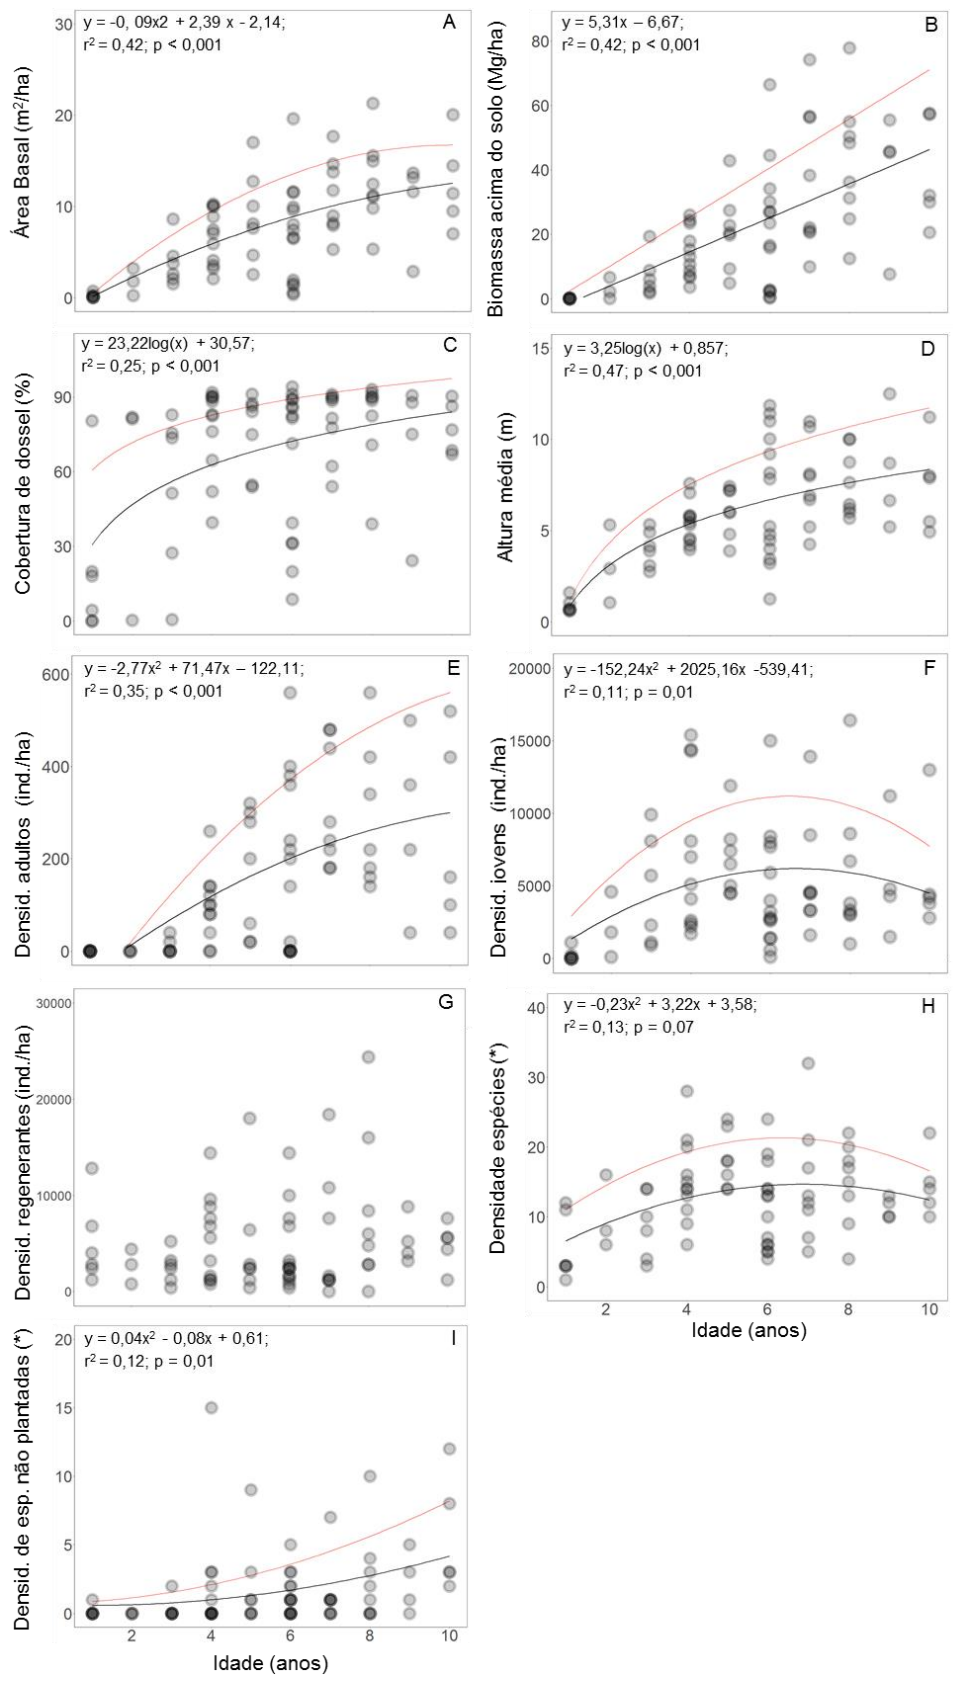 y = -0, 09x2 + 2,39 x - 2,14;
r² = 0,42; p < 0,001
A
Área Basal (m²/ha)
30
20
10
0
y = 5,31x – 6,67;
r² = 0,42; p < 0,001
B
Biomassa acima do solo (Mg/ha)
80
60
40
20
0
y = 23,22log(x) + 30,57;
r² = 0,25; p < 0,001
C
Cobertura de dossel (%)
90
60
30
0
y = 3,25log(x) + 0,857;
r² = 0,47; p < 0,001
D
Altura média (m)
15
10
5
0
y = -2,77x² + 71,47x – 122,11;
r² = 0,35; p < 0,001
E
Densid. adultos (ind./ha)
600
400
200
0
y = -152,24x² + 2025,16x -539,41;
r² = 0,11; p = 0,01
F
Densid. iovens (ind./ha)
20000
15000
10000
5000
0
G
Densid. regenerantes (ind./ha)
30000
20000
10000
0
y = -0,23x² + 3,22x + 3,58;
r² = 0,13; p = 0,07
H
Densidade espécies (*)
40
30
20
10
0
2 4 6 8 10
Idade (anos)
y = 0,04x² - 0,08x + 0,61;
r² = 0,12; p = 0,01
I
Densid. de esp. não plantadas (*)
20
15
10
5
0
2 4 6 8 10
Idade (anos)